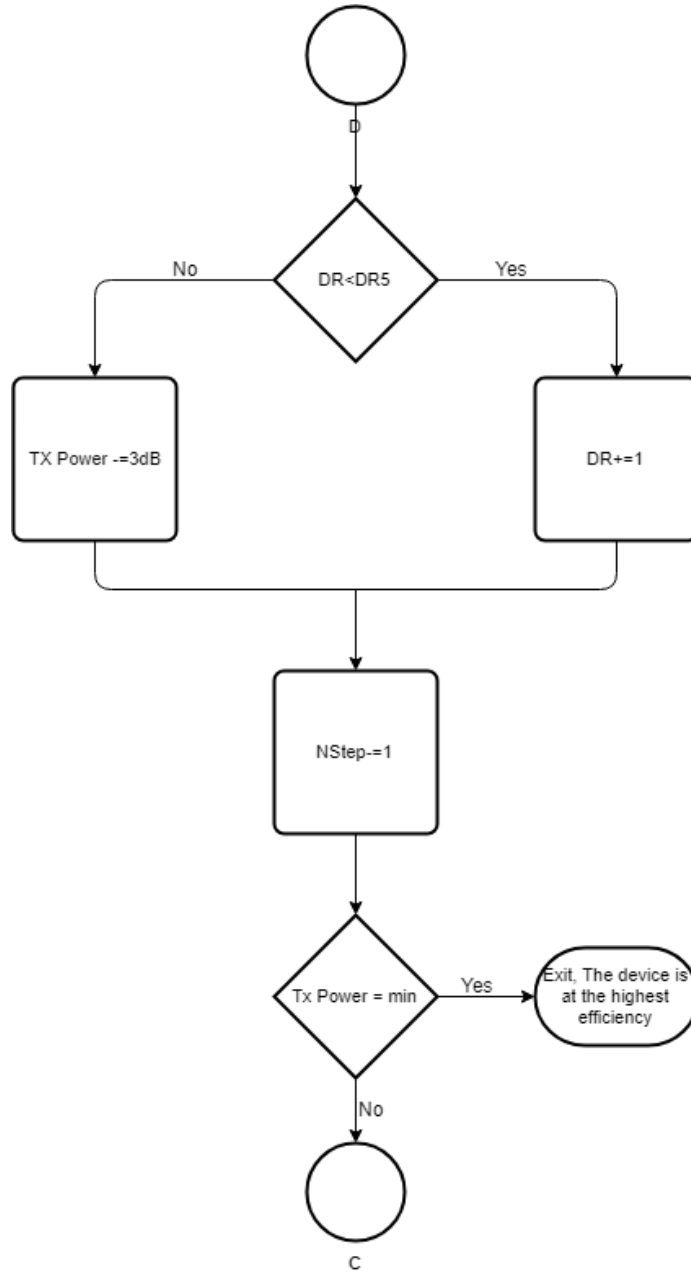 D
DR<DR5
No
Yes
TX Power -=3dB
DR+=1
NStep-=1
Tx Power = min
Yes
Exit, The device is
at the highest
efficiency
No
C